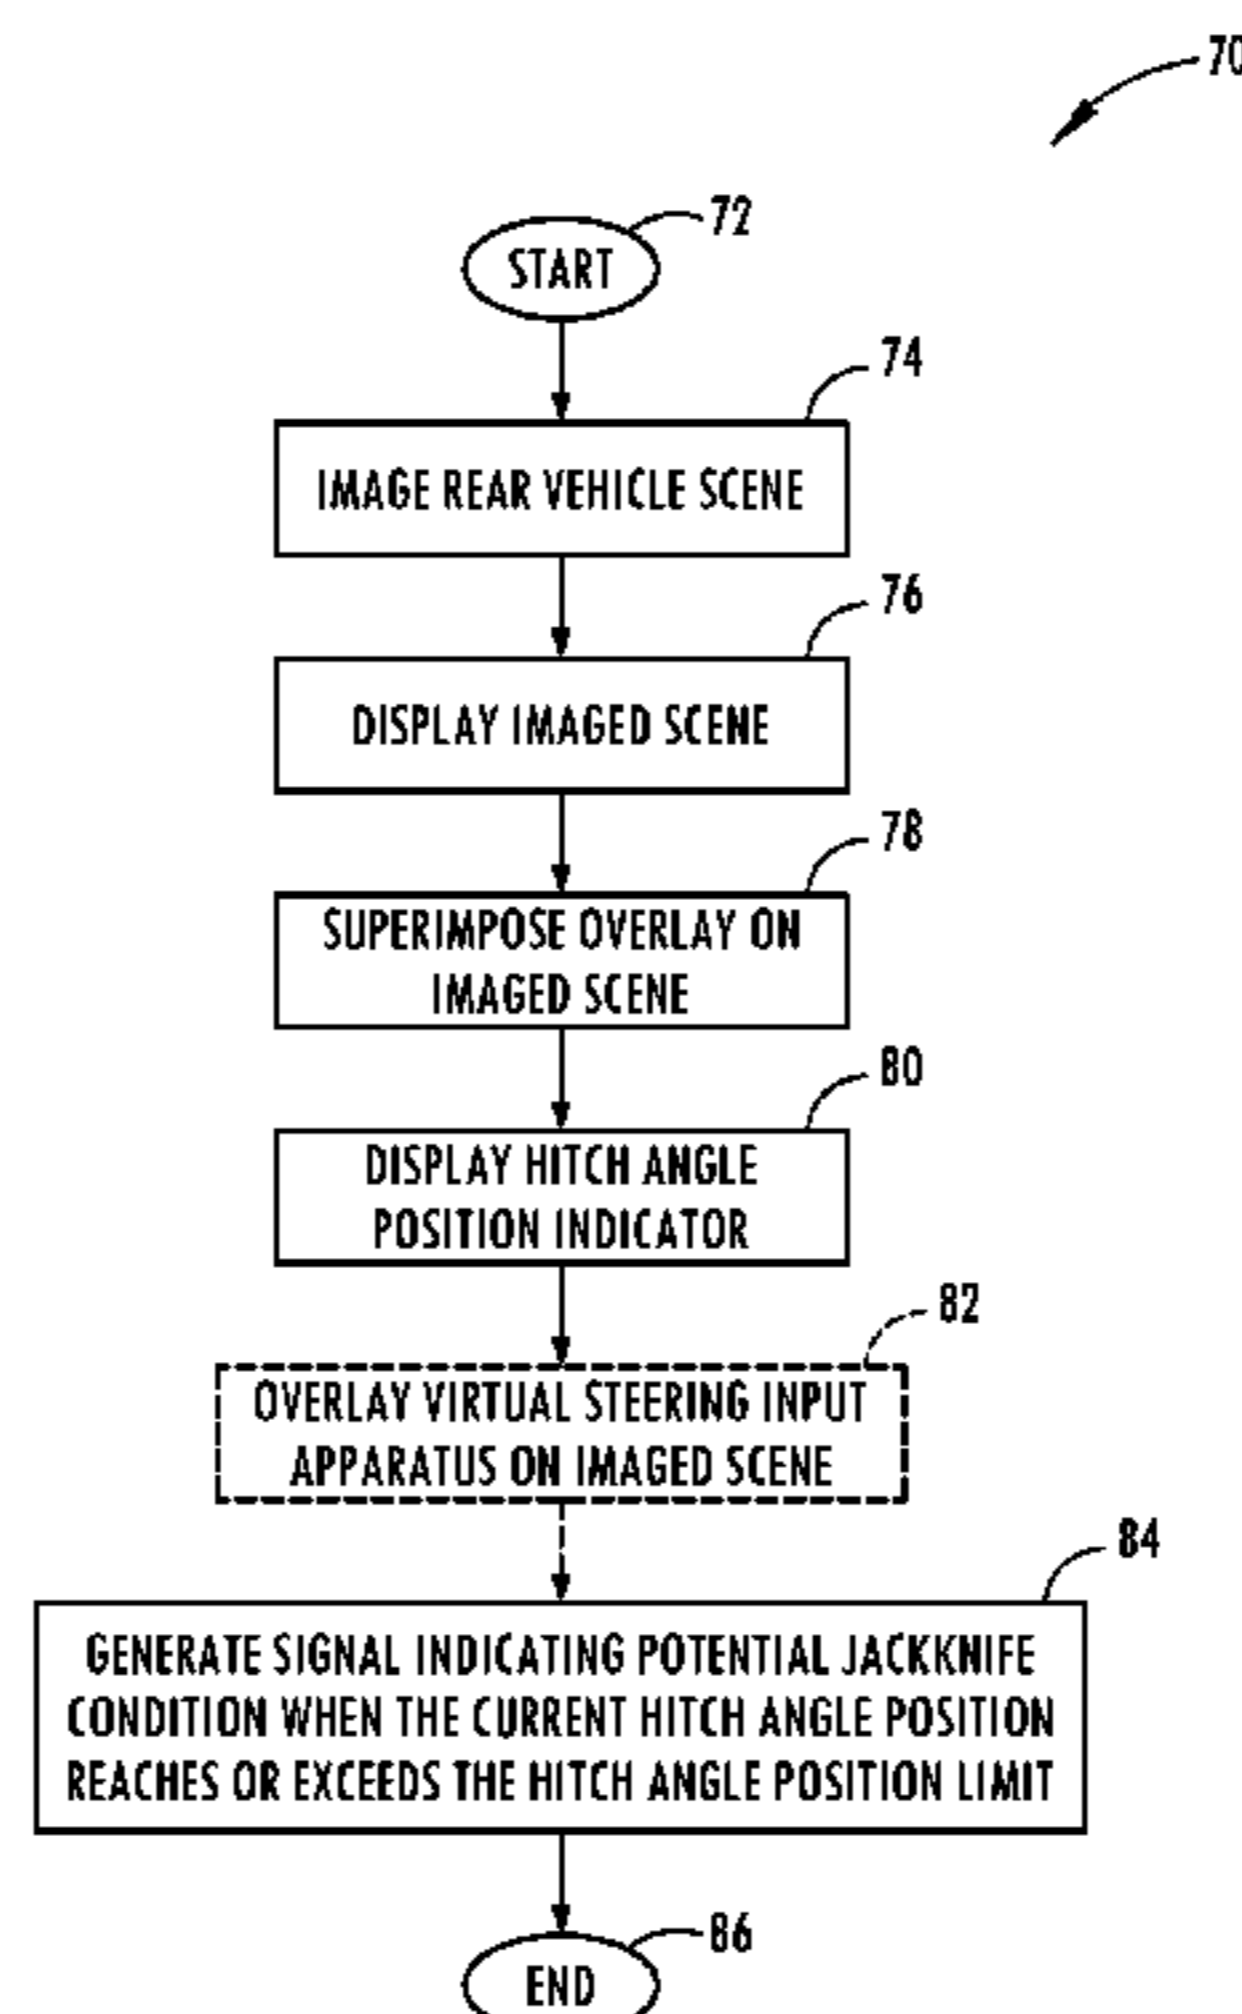 70
72
START
74
IMAGE REAR VEHICLE SCENE
76
DISPLAY IMAGED SCENE
78
SUPERIMPOSE OVERLAY ON
IMAGED SCENE
80
DISPLAY HITCH ANGLE
POSITION INDICATOR
82
OVERLAY VIRTUAL STEERING INPUT
APPARATUS ON IMAGED SCENE
84
GENERATE SIGNAL INDICATING POTENTIAL JACKKNIFE
CONDITION WHEN THE CURRENT HITCH ANGLE POSITION
REACHES OR EXCEEDS THE HITCH ANGLE POSITION LIMIT
86
END